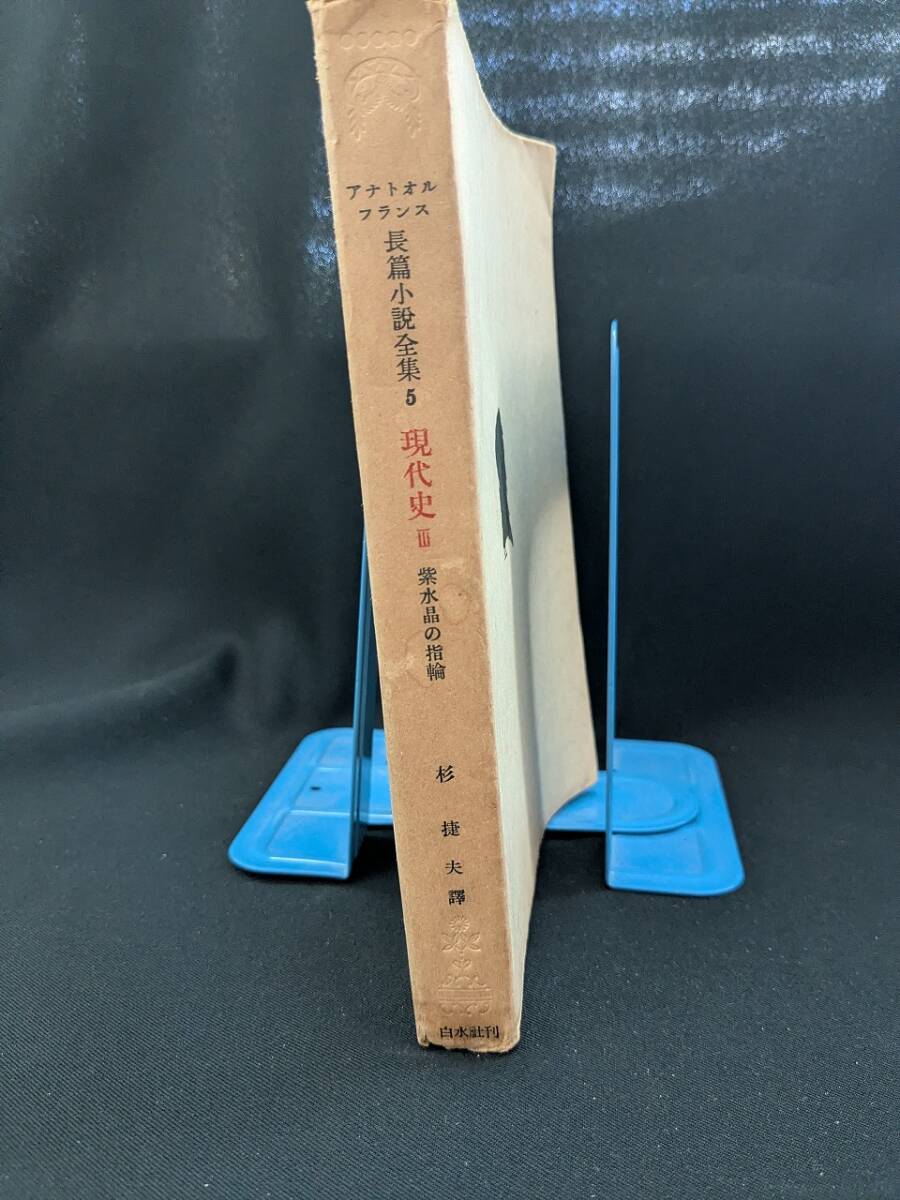 アナトオル
フランス
長篇小說全集 5
現代史 III
紫水晶の指輪
杉 捷夫 譯
白水社刊